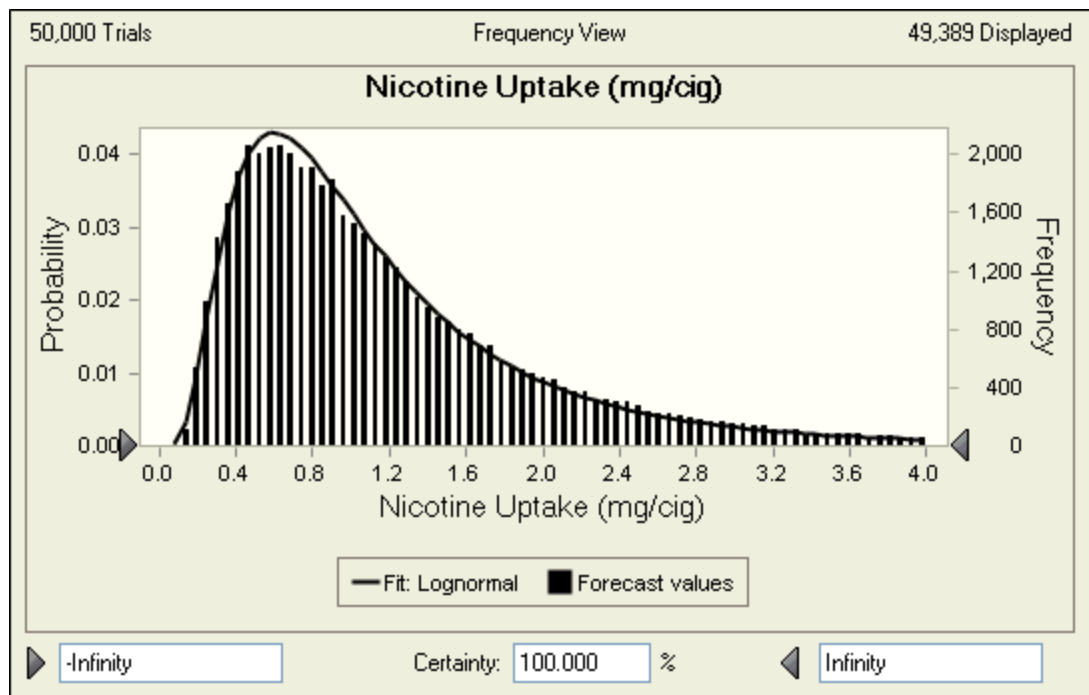 50,000 Trials Frequency View 49,389 Displayed
Nicotine Uptake (mg/cig)
Probability
0.04
0.03
0.02
0.01
0.00
2,000
1,600
1,200
800
400
0
Frequency
0.0 0.4 0.8 1.2 1.6 2.0 2.4 2.8 3.2 3.6 4.0
Nicotine Uptake (mg/cig)
Fit: Lognormal Forecast values
-Infinity Certainty: 100.000 % Infinity